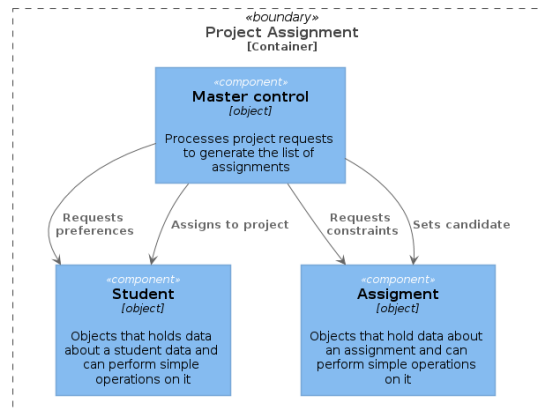 «boundary»
Project Assignment
[Container]
«component»
Master control
[object]
Processes project requests
to generate the list of
assignments
Requests
preferences
Assigns to project
Requests
constraints
Sets candidate
«component»
Student
[object]
Objects that holds data
about a student data and
can perform simple
operations on it
«component»
Assigment
[object]
Objects that hold data about
an assignment and can
perform simple operations
on it